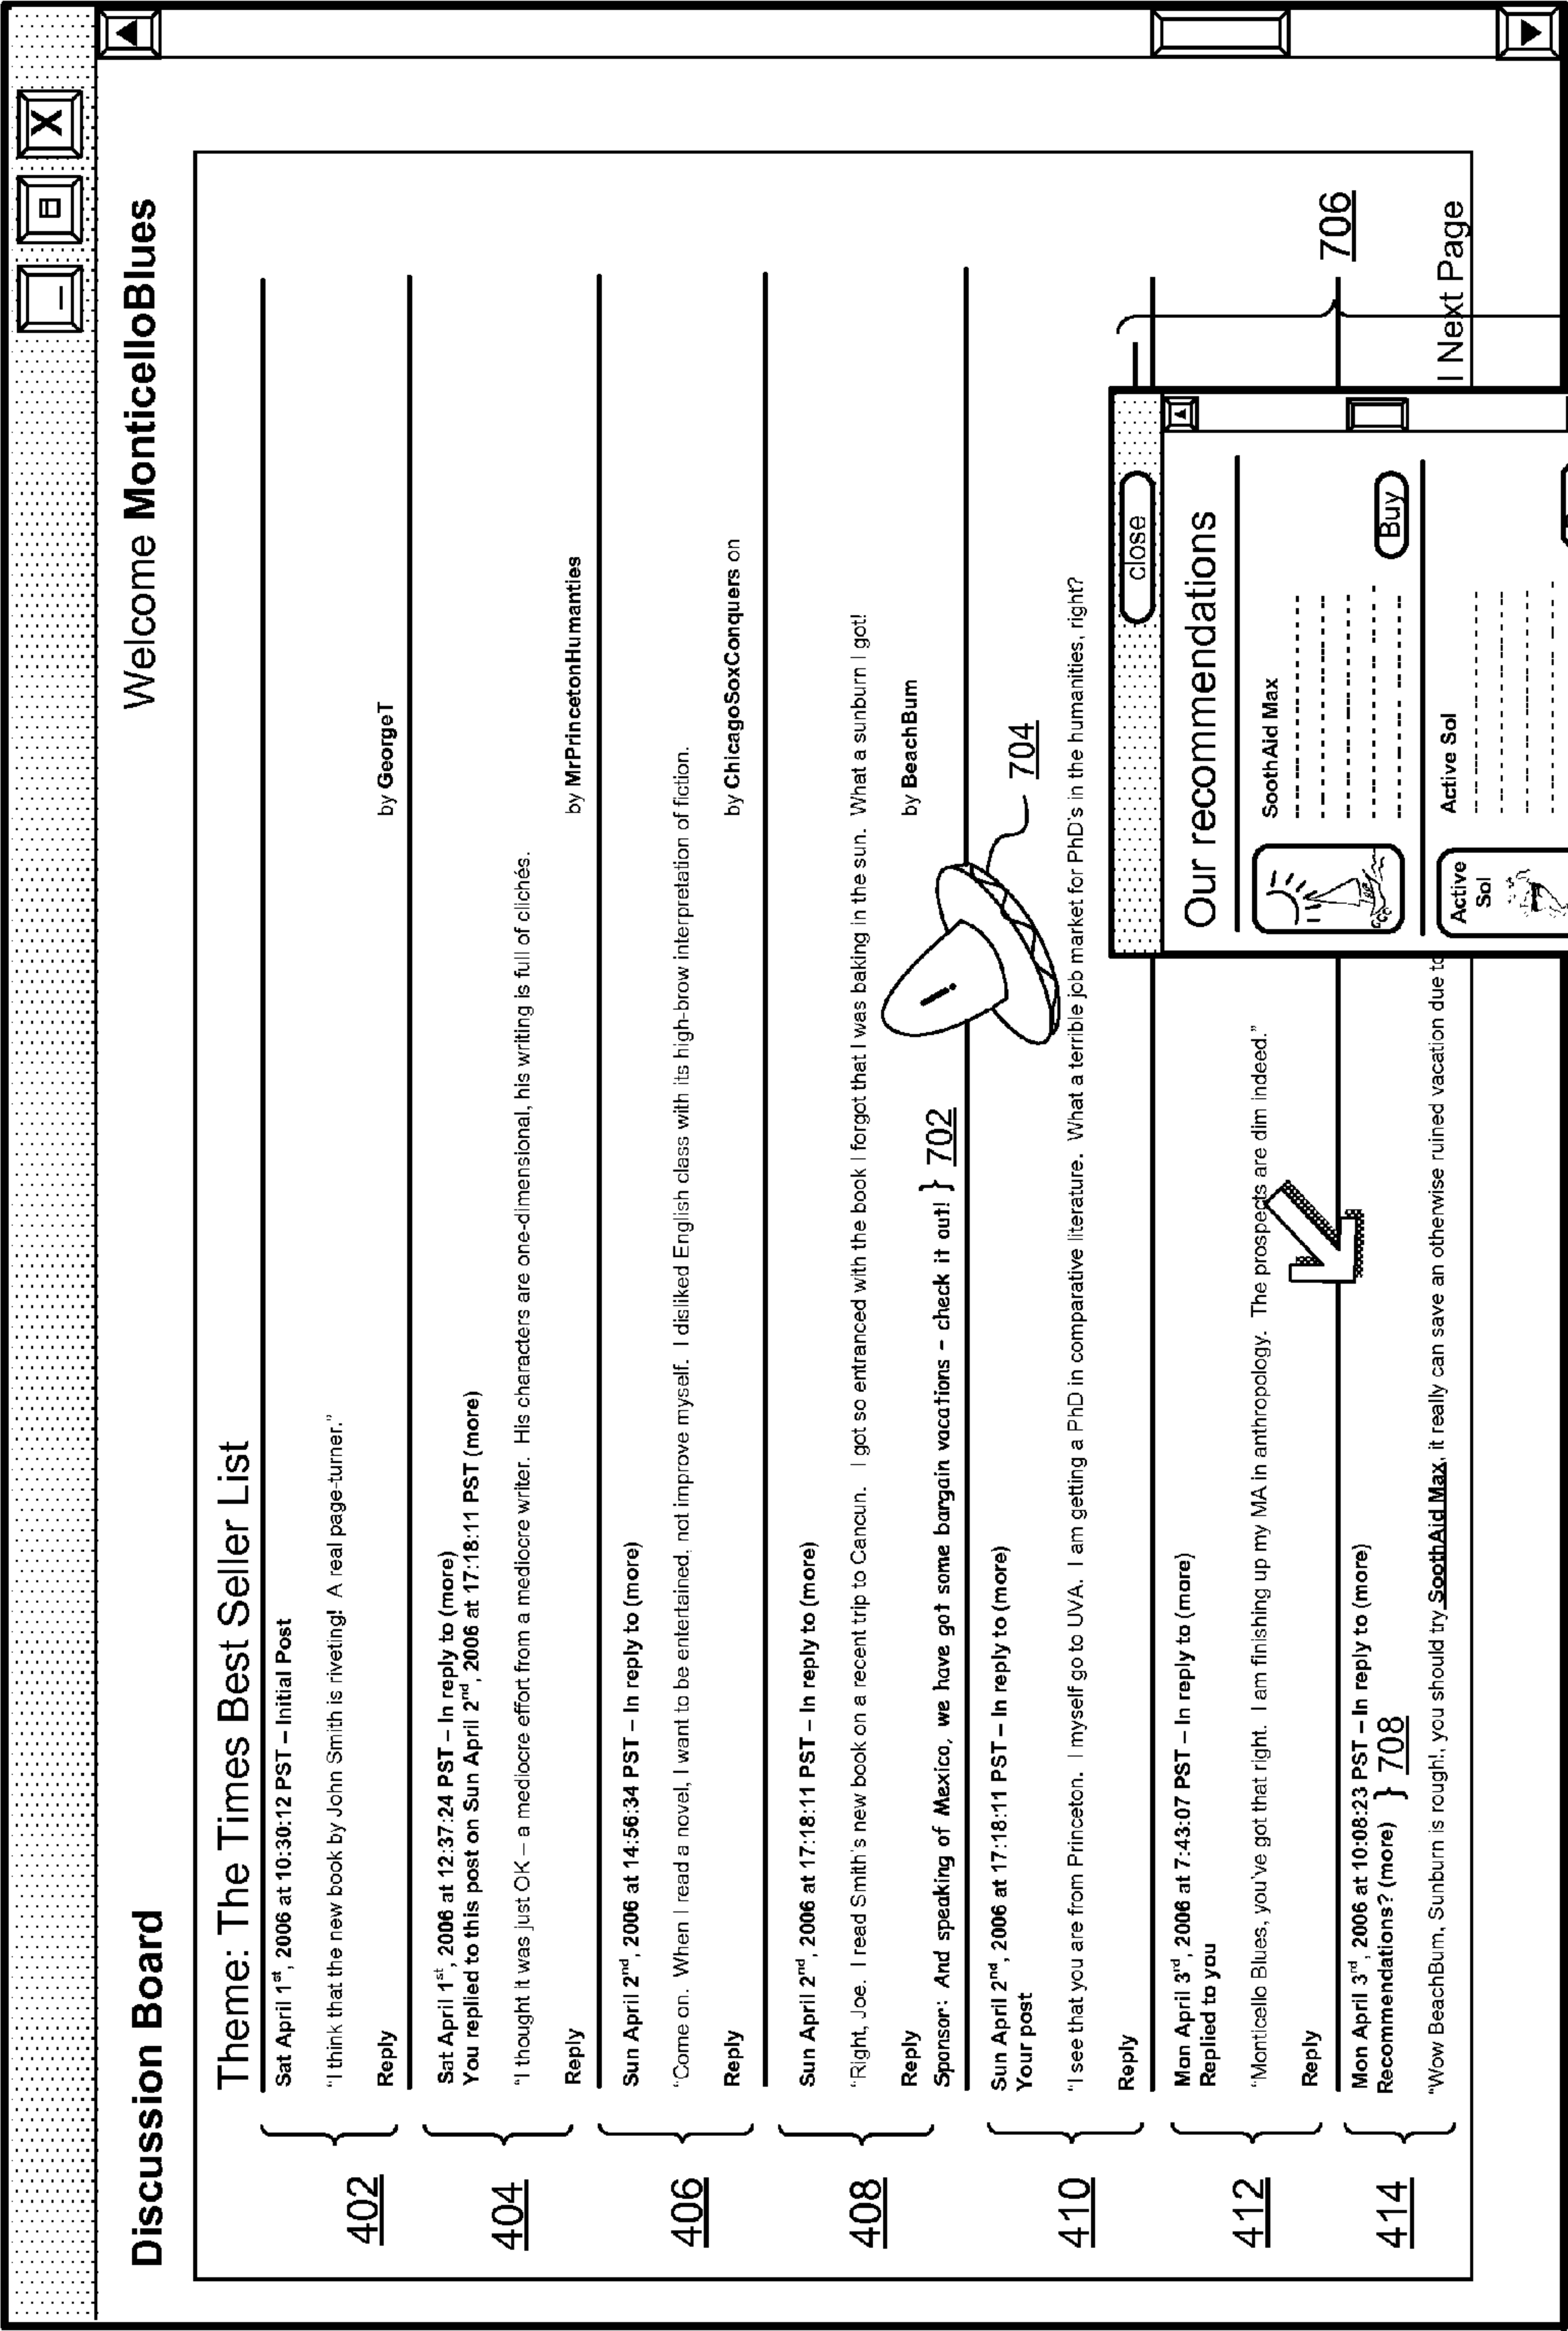 Discussion Board
Welcome MonticelloBlues
Theme: The Times Best Seller List
402
Sat April 1st, 2006 at 10:30:12 PST – Initial Post
"I think that the new book by John Smith is riveting!  A real page-turner."
Reply
by GeorgeT
404
Sat April 1st, 2006 at 12:37:24 PST – In reply to (more)
You replied to this post on Sun April 2nd, 2006 at 17:18:11 PST (more)
"I thought it was just OK – a mediocre effort from a mediocre writer.  His characters are one-dimensional, his writing is full of clichés.
Reply
by MrPrincetonHumanties
406
Sun April 2nd, 2006 at 14:56:34 PST – In reply to (more)
"Come on.  When I read a novel, I want to be entertained, not improve myself.  I disliked English class with its high-brow interpretation of fiction.
Reply
by ChicagoSoxConquers on
408
Sun April 2nd, 2006 at 17:18:11 PST – In reply to (more)
"Right, Joe.  I read Smith's new book on a recent trip to Cancun.   I got so entranced with the book I forgot that I was baking in the sun.  What a sunburn I got!
Reply
by BeachBum
Sponsor: And speaking of Mexico, we have got some bargain vacations – check it out! } 702
704
410
Sun April 2nd, 2006 at 17:18:11 PST – In reply to (more)
Your post
"I see that you are from Princeton.  I myself go to UVA.  I am getting a PhD in comparative literature.  What a terrible job market for PhD's in the humanities, right?
Reply
412
Mon April 3rd, 2006 at 7:43:07 PST – In reply to (more)
Replied to you
"Monticello Blues, you've got that right.  I am finishing up my MA in anthropology.  The prospects are dim indeed."
Reply
414
Mon April 3rd, 2006 at 10:08:23 PST – In reply to (more)
Recommendations? (more) } 708
"Wow BeachBum, Sunburn is rough!, you should try SoothAid Max, it really can save an otherwise ruined vacation due to
close
Our recommendations
SoothAid Max
Buy
Active Sol
Active
Sol
706
| Next Page